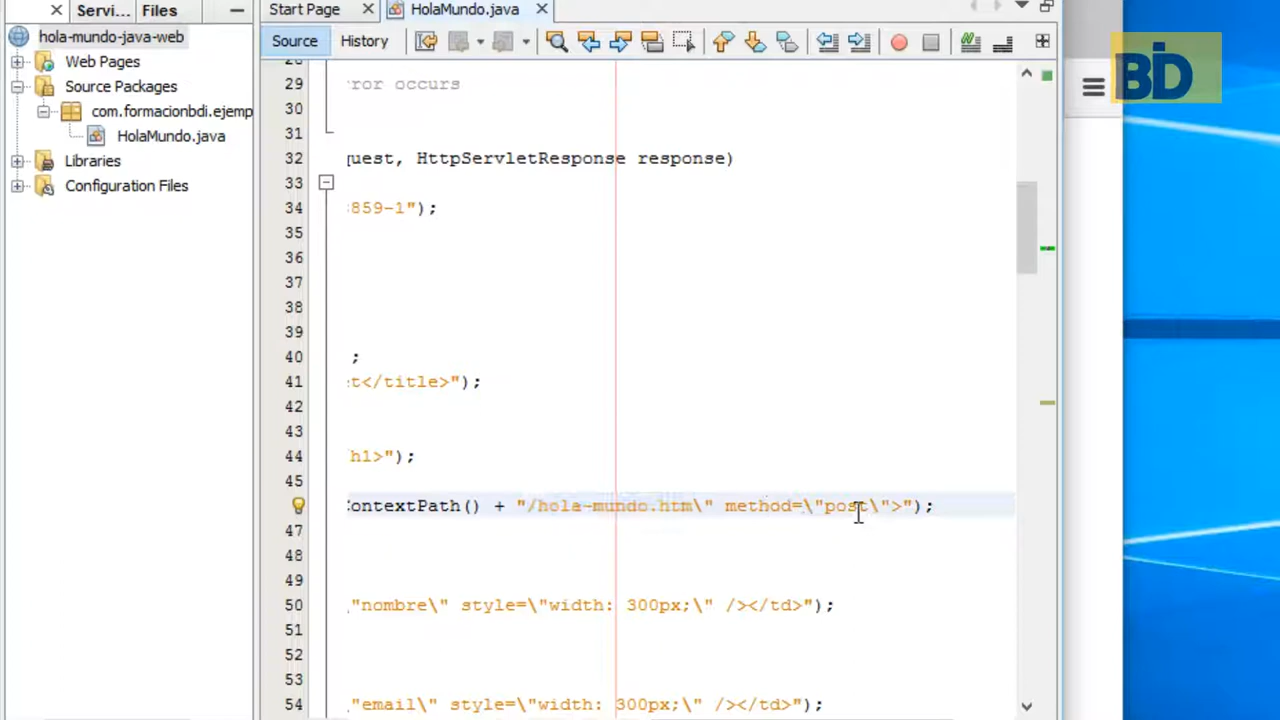 Servi... Files
Start Page HolaMundo.java
hola-mundo-java-web
Source History
Web Pages
Source Packages
com.formacionbdi.ejemp
HolaMundo.java
Libraries
Configuration Files
BD
29 ror occurs
30
31
32 quest, HttpServletResponse response)
33
34 859-1");
35
36
37
38
39
40 ;
41 t</title>");
42
43
44 h1>");
45
ontextPath() + "/hola-mundo.htm\" method=\"post\">");
47
48
49
50 "nombre\" style=\"width: 300px;\" /></td>");
51
52
53
54 "email\" style=\"width: 300px;\" /></td>");